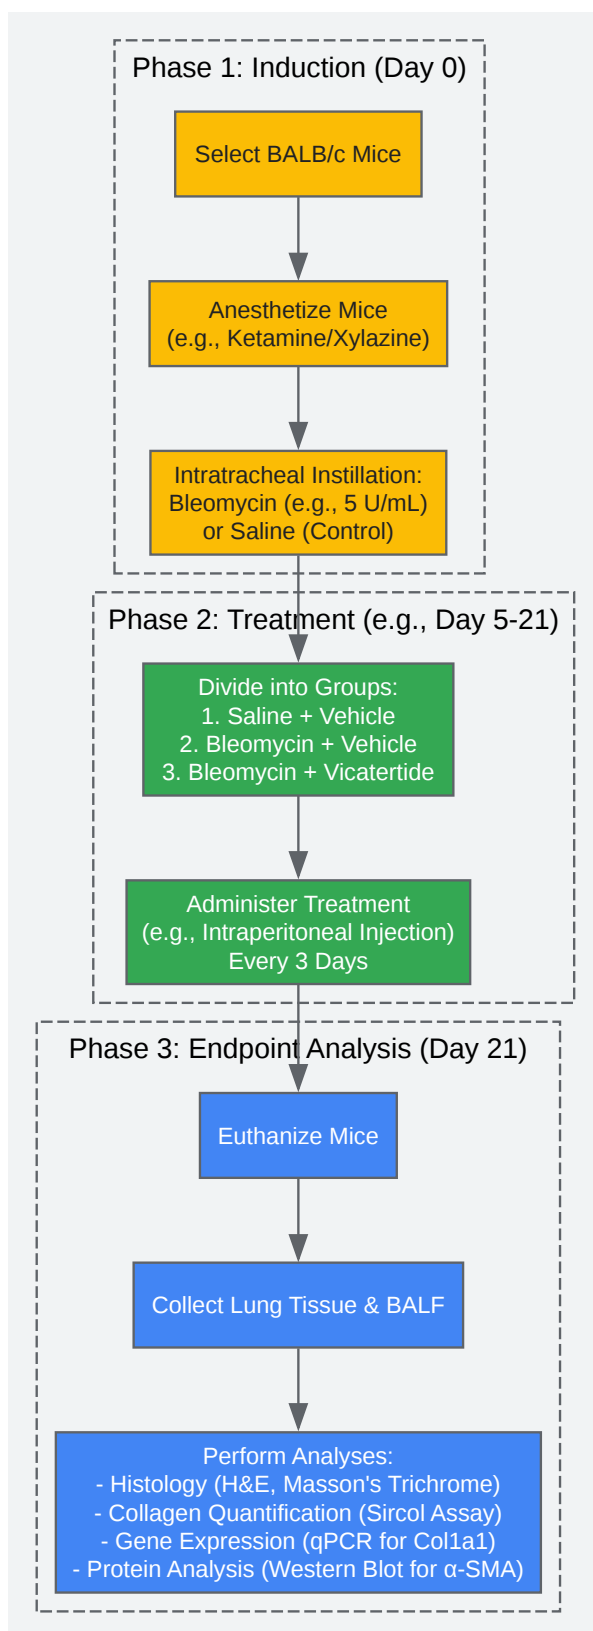 Phase 1: Induction (Day 0)
Select BALB/c Mice
Anesthetize Mice
(e.g., Ketamine/Xylazine)
Intratracheal Instillation:
Bleomycin (e.g., 5 U/mL)
or Saline (Control)
Phase 2: Treatment (e.g., Day 5-21)
Divide into Groups:
1. Saline + Vehicle
2. Bleomycin + Vehicle
3. Bleomycin + Vicatertide
Administer Treatment
(e.g., Intraperitoneal Injection)
Every 3 Days
Phase 3: Endpoint Analysis (Day 21)
Euthanize Mice
Collect Lung Tissue & BALF
Perform Analyses:
- Histology (H&E, Masson's Trichrome)
- Collagen Quantification (Sircol Assay)
- Gene Expression (qPCR for Col1a1)
- Protein Analysis (Western Blot for α-SMA)